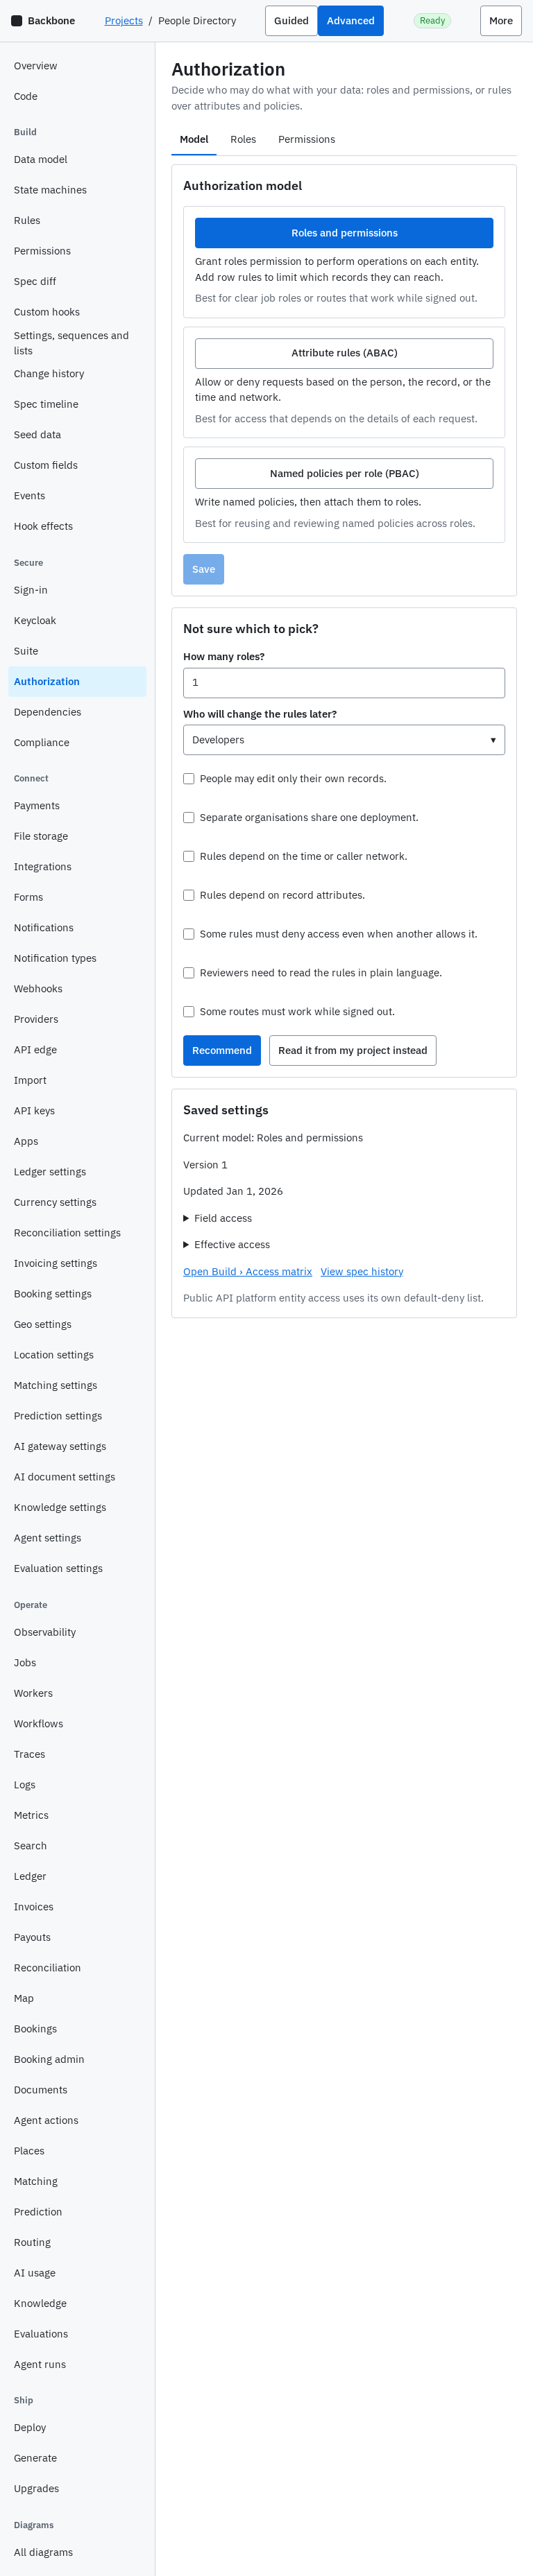 Backbone
Projects / People Directory
Guided
Advanced
Ready
More
Overview
Code
Build
Data model
State machines
Rules
Permissions
Spec diff
Custom hooks
Settings, sequences and
lists
Change history
Spec timeline
Seed data
Custom fields
Events
Hook effects
Secure
Sign-in
Keycloak
Suite
Authorization
Dependencies
Compliance
Connect
Payments
File storage
Integrations
Forms
Notifications
Notification types
Webhooks
Providers
API edge
Import
API keys
Apps
Ledger settings
Currency settings
Reconciliation settings
Invoicing settings
Booking settings
Geo settings
Location settings
Matching settings
Prediction settings
AI gateway settings
AI document settings
Knowledge settings
Agent settings
Evaluation settings
Operate
Observability
Jobs
Workers
Workflows
Traces
Logs
Metrics
Search
Ledger
Invoices
Payouts
Reconciliation
Map
Bookings
Booking admin
Documents
Agent actions
Places
Matching
Prediction
Routing
AI usage
Knowledge
Evaluations
Agent runs
Ship
Deploy
Generate
Upgrades
Diagrams
All diagrams
Authorization
Decide who may do what with your data: roles and permissions, or rules
over attributes and policies.
Model
Roles
Permissions
Authorization model
Roles and permissions
Grant roles permission to perform operations on each entity.
Add row rules to limit which records they can reach.
Best for clear job roles or routes that work while signed out.
Attribute rules (ABAC)
Allow or deny requests based on the person, the record, or the
time and network.
Best for access that depends on the details of each request.
Named policies per role (PBAC)
Write named policies, then attach them to roles.
Best for reusing and reviewing named policies across roles.
Save
Not sure which to pick?
How many roles?
1
Who will change the rules later?
Developers
People may edit only their own records.
Separate organisations share one deployment.
Rules depend on the time or caller network.
Rules depend on record attributes.
Some rules must deny access even when another allows it.
Reviewers need to read the rules in plain language.
Some routes must work while signed out.
Recommend
Read it from my project instead
Saved settings
Current model: Roles and permissions
Version 1
Updated Jan 1, 2026
Field access
Effective access
Open Build › Access matrix
View spec history
Public API platform entity access uses its own default-deny list.